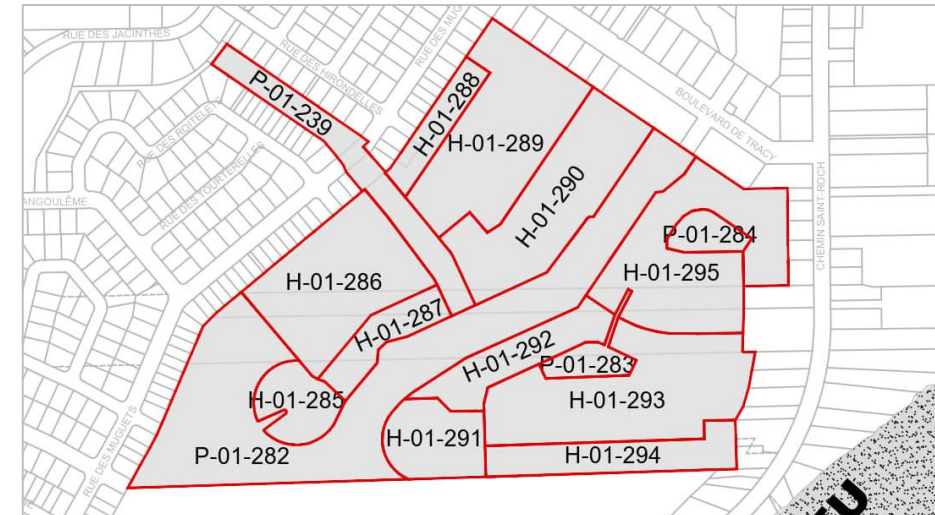 RUE DES JACINTHES
RUE DES HIRONDELLES
RUE DES MUG
BOULEVARD DE TRACY
P-01-239
H-01-288
H-01-289
RUE DES ROITELETS
RUE DES TOURTERELLES
ANGOULÊME
H-01-290
P-01-284
CHEMIN SAINT-ROCH
H-01-295
H-01-286
H-01-287
H-01-292
P-01-283
H-01-285
H-01-293
RUE DES MUGUETS
P-01-282
H-01-291
H-01-294
EU